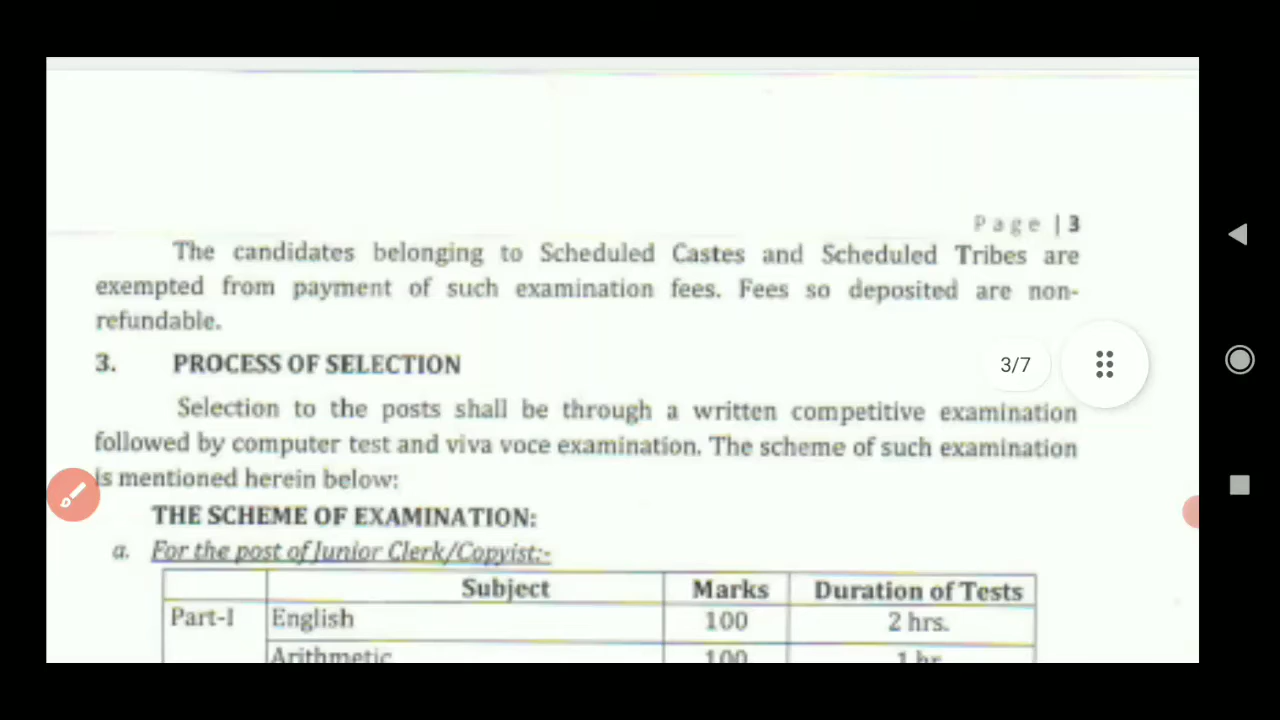 Page | 3
The candidates belonging to Scheduled Castes and Scheduled Tribes are
exempted from payment of such examination fees. Fees so deposited are non-
refundable.
3. PROCESS OF SELECTION
3/7
Selection to the posts shall be through a written competitive examination
followed by computer test and viva voce examination. The scheme of such examination
is mentioned herein below:
THE SCHEME OF EXAMINATION:
a. For the post of Junior Clerk/Copyist:-
Subject Marks Duration of Tests
Part-I English 100 2 hrs.
Arithmetic 100 1 hr